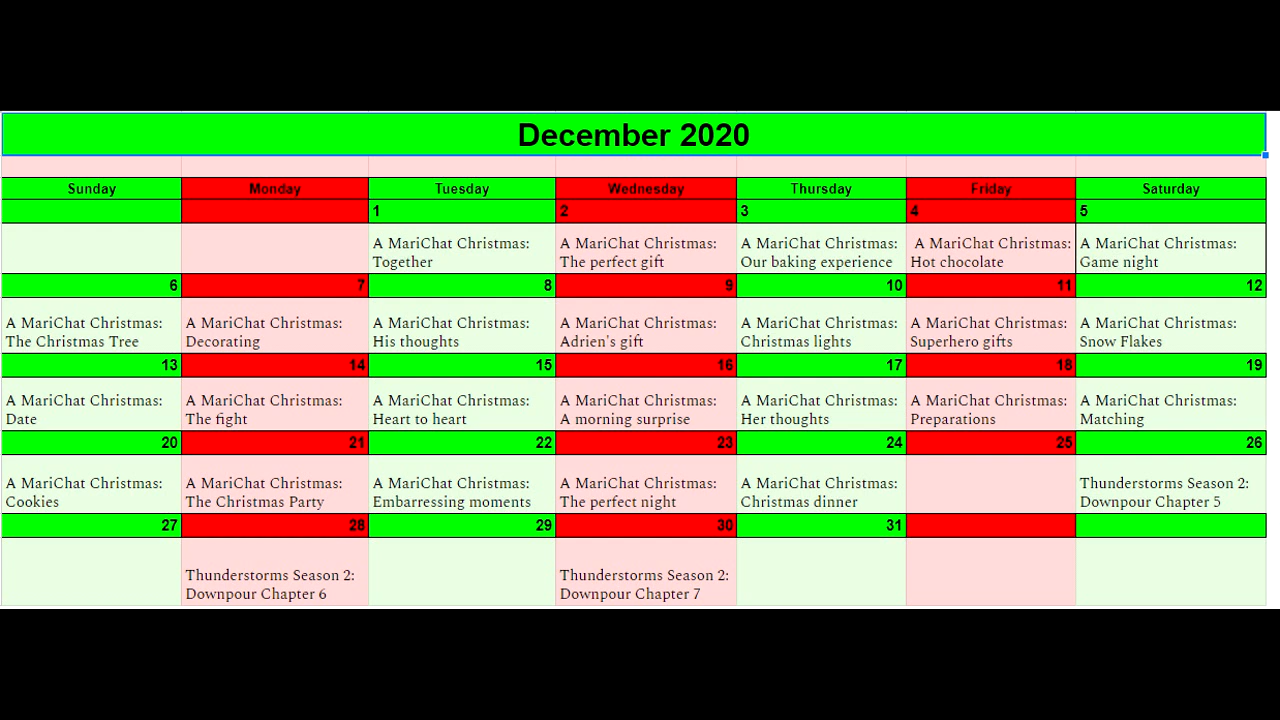 December 2020
Sunday Monday Tuesday Wednesday Thursday Friday Saturday
1 2 3 4 5
A MariChat Christmas: A MariChat Christmas: A MariChat Christmas: A MariChat Christmas: A MariChat Christmas:
Together The perfect gift Our baking experience Hot chocolate Game night
6 7 8 9 10 11 12
A MariChat Christmas: A MariChat Christmas: A MariChat Christmas: A MariChat Christmas: A MariChat Christmas: A MariChat Christmas: A MariChat Christmas:
The Christmas Tree Decorating His thoughts Adrien's gift Christmas lights Superhero gifts Snow Flakes
13 14 15 16 17 18 19
A MariChat Christmas: A MariChat Christmas: A MariChat Christmas: A MariChat Christmas: A MariChat Christmas: A MariChat Christmas: A MariChat Christmas:
Date The fight Heart to heart A morning surprise Her thoughts Preparations Matching
20 21 22 23 24 25 26
A MariChat Christmas: A MariChat Christmas: A MariChat Christmas: A MariChat Christmas: A MariChat Christmas: Thunderstorms Season 2:
Cookies The Christmas Party Embarressing moments The perfect night Christmas dinner Downpour Chapter 5
27 28 29 30 31
Thunderstorms Season 2: Thunderstorms Season 2:
Downpour Chapter 6 Downpour Chapter 7